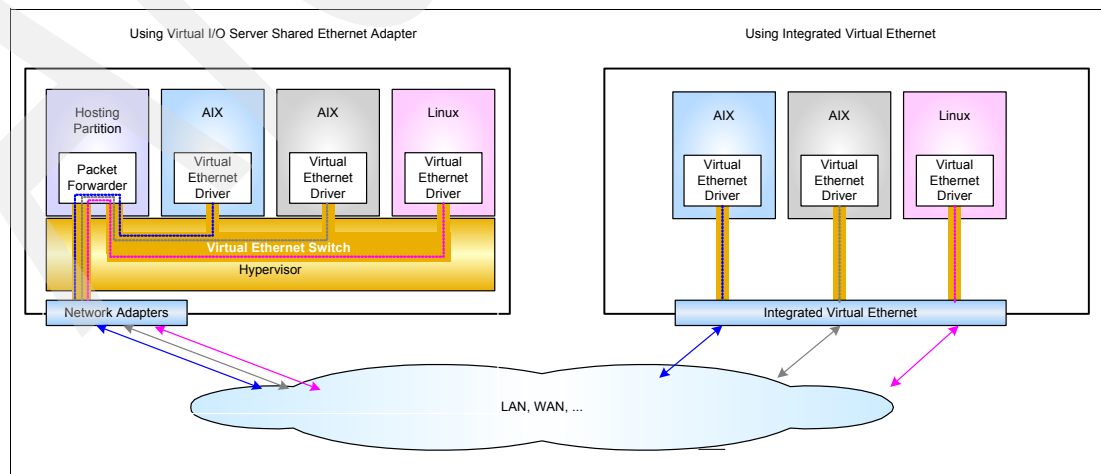 Using Virtual I/O Server Shared Ethernet Adapter
Using Integrated Virtual Ethernet
Hosting
Partition
AIX
AIX
Linux
Packet
Forwarder
Virtual
Ethernet
Driver
Virtual
Ethernet
Driver
Virtual
Ethernet
Driver
Virtual Ethernet Switch
Hypervisor
Network Adapters
AIX
AIX
Linux
Virtual
Ethernet
Driver
Virtual
Ethernet
Driver
Virtual
Ethernet
Driver
Integrated Virtual Ethernet
LAN, WAN, ...